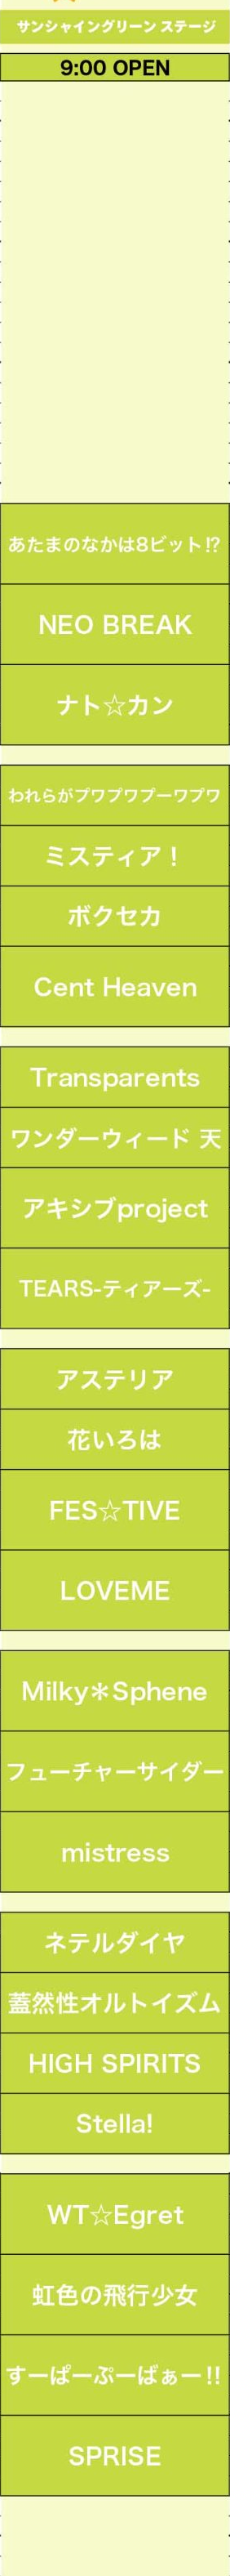 サンシャイングリーン ステージ
9:00 OPEN
あたまのなかは8ビット⁉
NEO BREAK
ナト☆カン
われらがプワプワプーワプワ
ミスティア！
ボクセカ
Cent Heaven
Transparents
ワンダーウィード 天
アキシブproject
TEARS-ティアーズ-
アステリア
花いろは
FES☆TIVE
LOVEME
Milky＊Sphene
フューチャーサイダー
mistress
ネテルダイヤ
蓋然性オルトイズム
HIGH SPIRITS
Stella!
WT☆Egret
虹色の飛行少女
すーぱーぷーばぁー!!
SPRISE